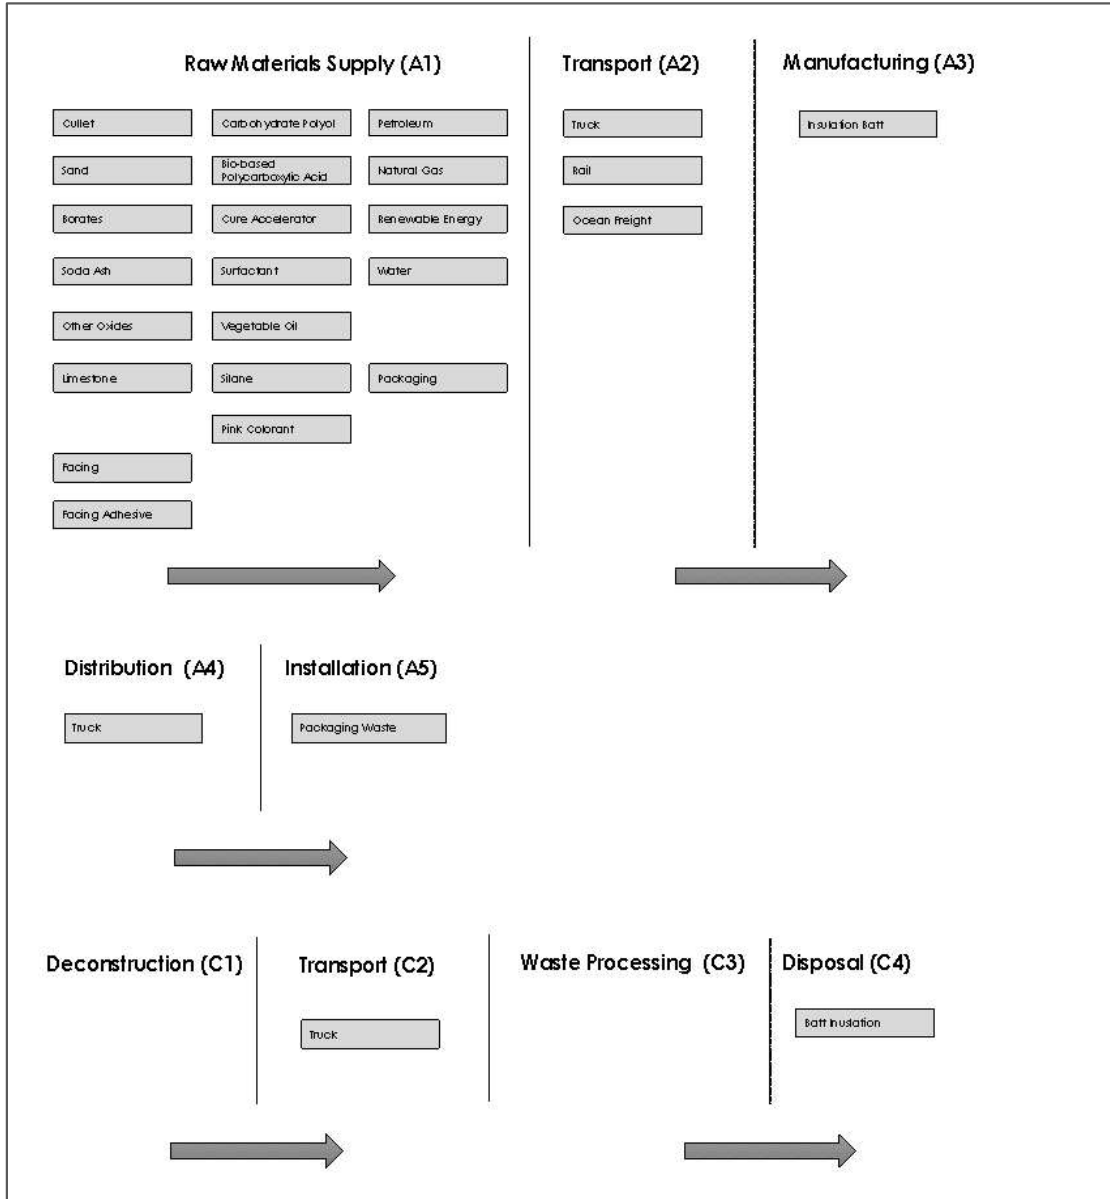 Raw Materials Supply (A1)
Transport (A2)
Manufacturing (A3)
Cullet
Carbohydrate Polyol
Petroleum
Truck
Insulation Batt
Sand
Bio-based
Polycarboxylic Acid
Natural Gas
Rail
Borates
Cure Accelerator
Renewable Energy
Ocean Freight
Soda Ash
Surfactant
Water
Other Oxides
Vegetable Oil
Limestone
Silane
Packaging
Pink Colorant
Facing
Facing Adhesive
Distribution (A4)
Installation (A5)
Truck
Packaging Waste
Deconstruction (C1)
Transport (C2)
Waste Processing (C3)
Disposal (C4)
Truck
Batt Inuslation